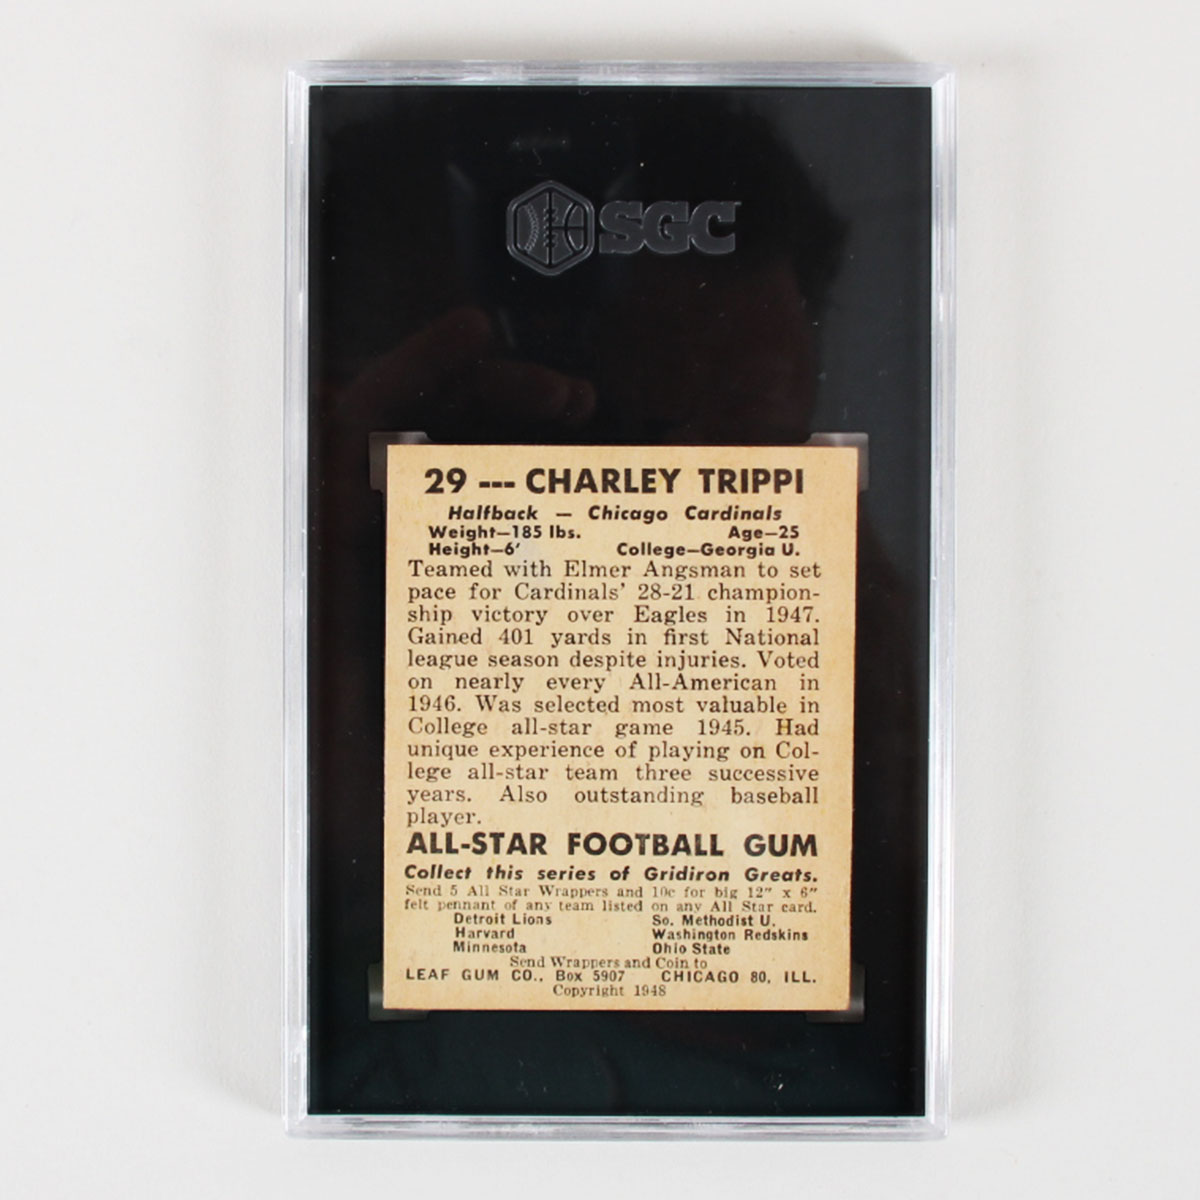 SGC
29 --- CHARLEY TRIPPI
Halfback — Chicago Cardinals
Weight—185 lbs. Age—25
Height—6' College—Georgia U.
Teamed with Elmer Angsman to set
pace for Cardinals' 28-21 champion-
ship victory over Eagles in 1947.
Gained 401 yards in first National
league season despite injuries. Voted
on nearly every All-American in
1946. Was selected most valuable in
College all-star game 1945. Had
unique experience of playing on Col-
lege all-star team three successive
years. Also outstanding baseball
player.
ALL-STAR FOOTBALL GUM
Collect this series of Gridiron Greats.
Send 5 All Star Wrappers and 10c for big 12" x 6"
felt pennant of any team listed on any All Star card.
Detroit Lions So. Methodist U.
Harvard Washington Redskins
Minnesota Ohio State
Send Wrappers and Coin to
LEAF GUM CO., Box 5907 CHICAGO 80, ILL.
Copyright 1948